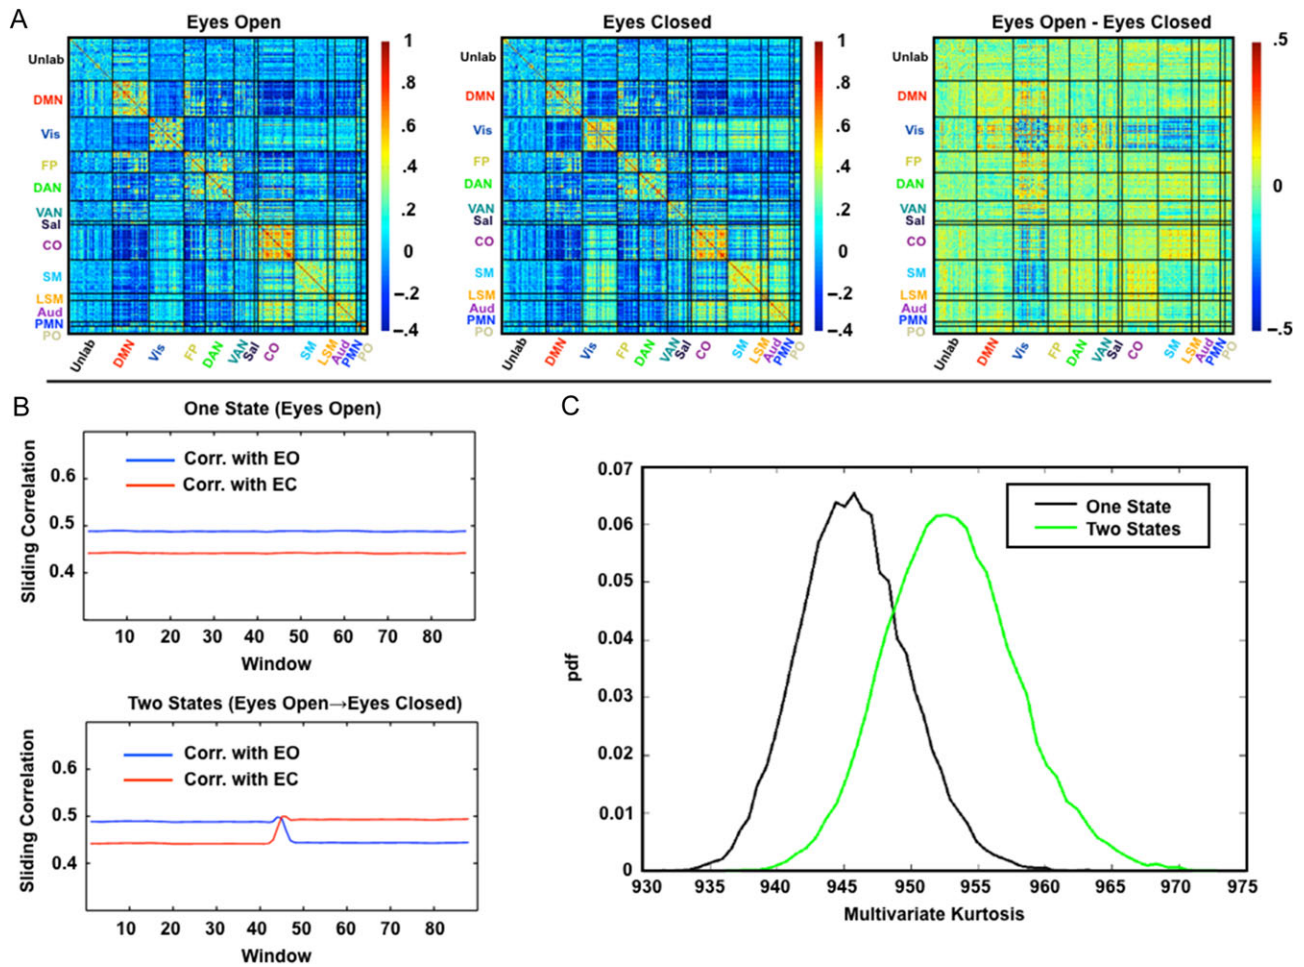 A
Eyes Open
Eyes Closed
Eyes Open - Eyes Closed
Unlab
DMN
Vis
FP
DAN
VAN
Sal
CO
SM
LSM
Aud
PMN
PO
1
.8
.6
.4
.2
0
–.2
–.4
Unlab DMN Vis FP DAN VAN Sal CO SM LSM Aud PMN PO
Unlab
DMN
Vis
FP
DAN
VAN
Sal
CO
SM
LSM
Aud
PMN
PO
1
.8
.6
.4
.2
0
–.2
–.4
Unlab DMN Vis FP DAN VAN Sal CO SM LSM Aud PMN PO
Unlab
DMN
Vis
FP
DAN
VAN
Sal
CO
SM
LSM
Aud
PMN
PO
.5
0
–.5
Unlab DMN Vis FP DAN VAN Sal CO SM LSM Aud PMN PO
B
One State (Eyes Open)
Sliding Correlation
0.6
0.5
0.4
Corr. with EO
Corr. with EC
10 20 30 40 50 60 70 80
Window
Two States (Eyes Open→Eyes Closed)
Sliding Correlation
0.6
0.5
0.4
Corr. with EO
Corr. with EC
10 20 30 40 50 60 70 80
Window
C
pdf
0.07
0.06
0.05
0.04
0.03
0.02
0.01
0
One State
Two States
930 935 940 945 950 955 960 965 970 975
Multivariate Kurtosis